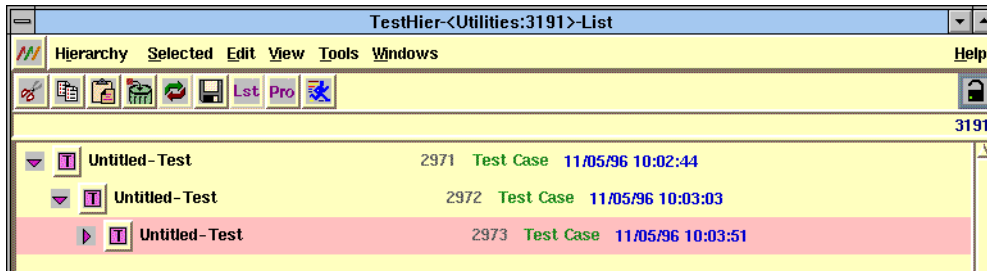 TestHier-<Utilities:3191>-List
Hierarchy Selected Edit View Tools Windows Help
Lst Pro
3191
T Untitled-Test 2971 Test Case 11/05/96 10:02:44
T Untitled-Test 2972 Test Case 11/05/96 10:03:03
T Untitled-Test 2973 Test Case 11/05/96 10:03:51